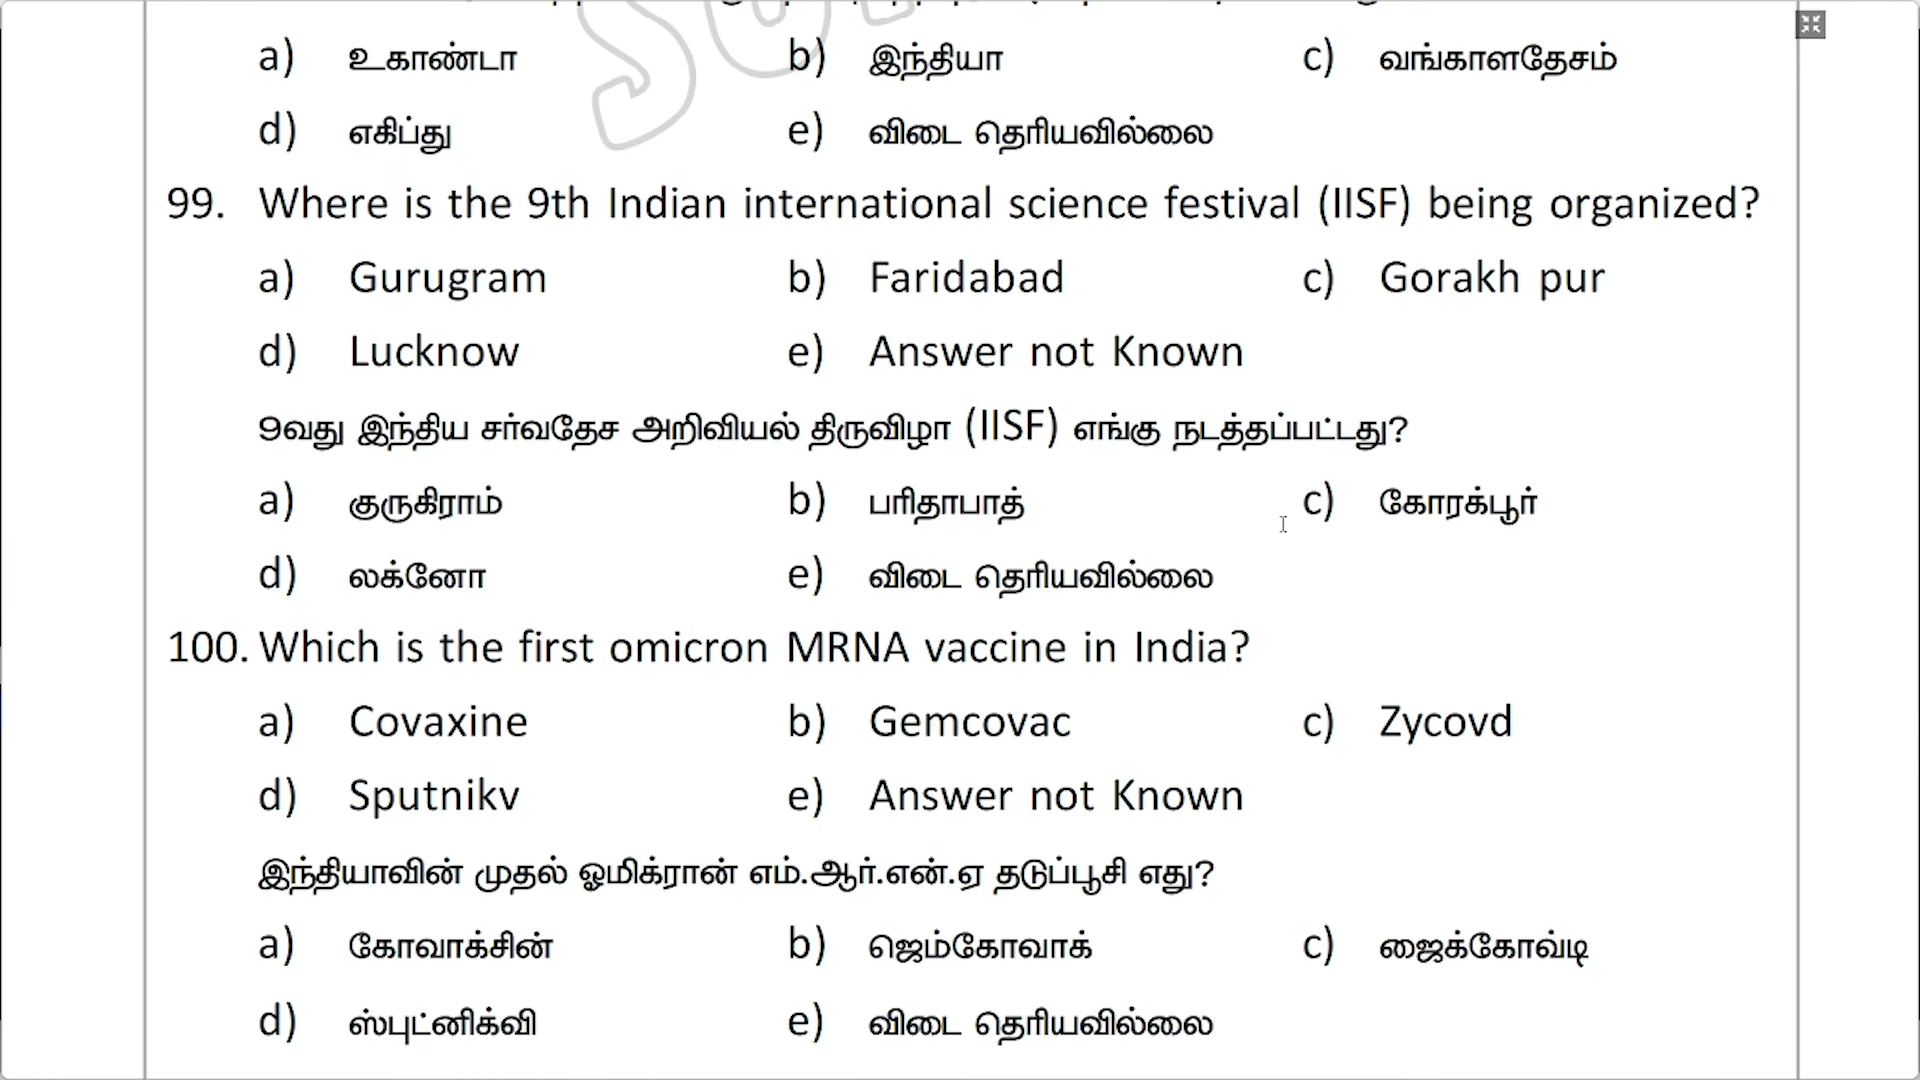 a) உகாண்டா b) இந்தியா c) வங்காளதேசம்
d) எகிப்து e) விடை தெரியவில்லை
99. Where is the 9th Indian international science festival (IISF) being organized?
a) Gurugram b) Faridabad c) Gorakh pur
d) Lucknow e) Answer not Known
9வது இந்திய சர்வதேச அறிவியல் திருவிழா (IISF) எங்கு நடத்தப்பட்டது?
a) குருகிராம் b) பரிதாபாத் c) கோரக்பூர்
d) லக்னோ e) விடை தெரியவில்லை
100. Which is the first omicron MRNA vaccine in India?
a) Covaxine b) Gemcovac c) Zycovd
d) Sputnikv e) Answer not Known
இந்தியாவின் முதல் ஓமிக்ரான் எம்.ஆர்.என்.ஏ தடுப்பூசி எது?
a) கோவாக்சின் b) ஜெம்கோவாக் c) ஜைக்கோவ்டி
d) ஸ்புட்னிக்வி e) விடை தெரியவில்லை